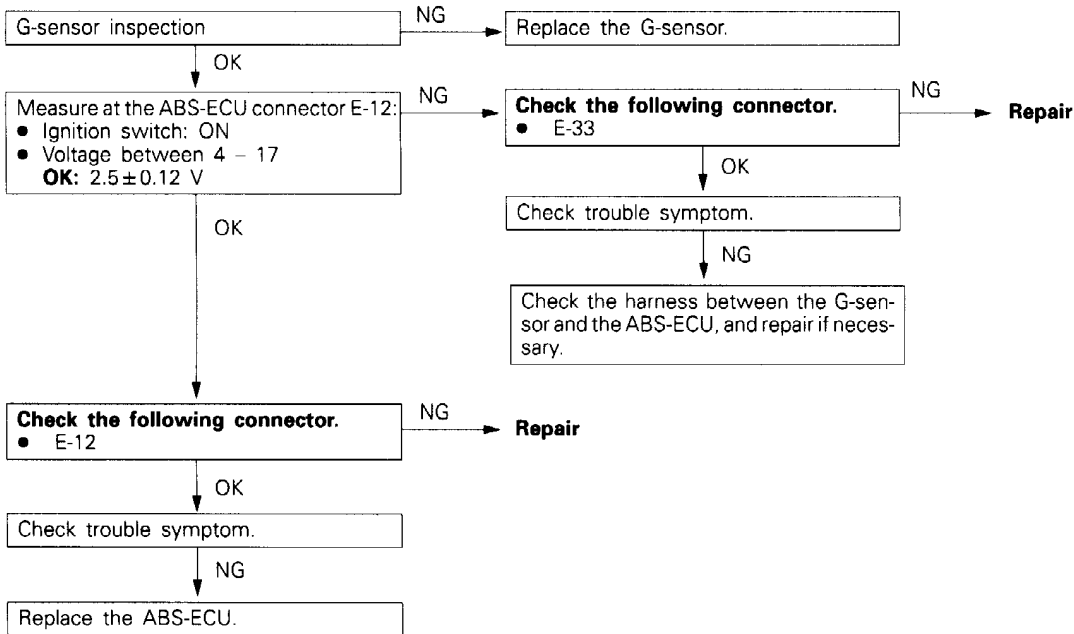 G-sensor inspection
NG
Replace the G-sensor.
OK
Measure at the ABS-ECU connector E-12:
● Ignition switch: ON
● Voltage between 4 – 17
OK: 2.5±0.12 V
NG
Check the following connector.
● E-33
NG
Repair
OK
Check trouble symptom.
NG
Check the harness between the G-sen-
sor and the ABS-ECU, and repair if neces-
sary.
OK
Check the following connector.
● E-12
NG
Repair
OK
Check trouble symptom.
NG
Replace the ABS-ECU.